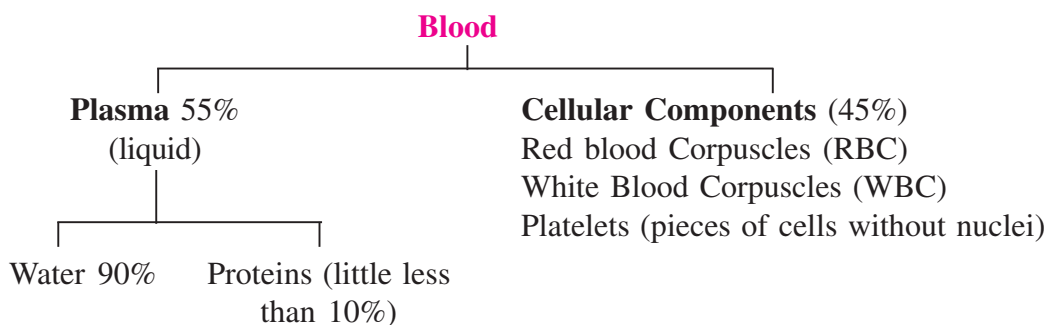 Blood
Plasma 55%
(liquid)
Cellular Components (45%)
Red blood Corpuscles (RBC)
White Blood Corpuscles (WBC)
Platelets (pieces of cells without nuclei)
Water 90%
Proteins (little less
than 10%)